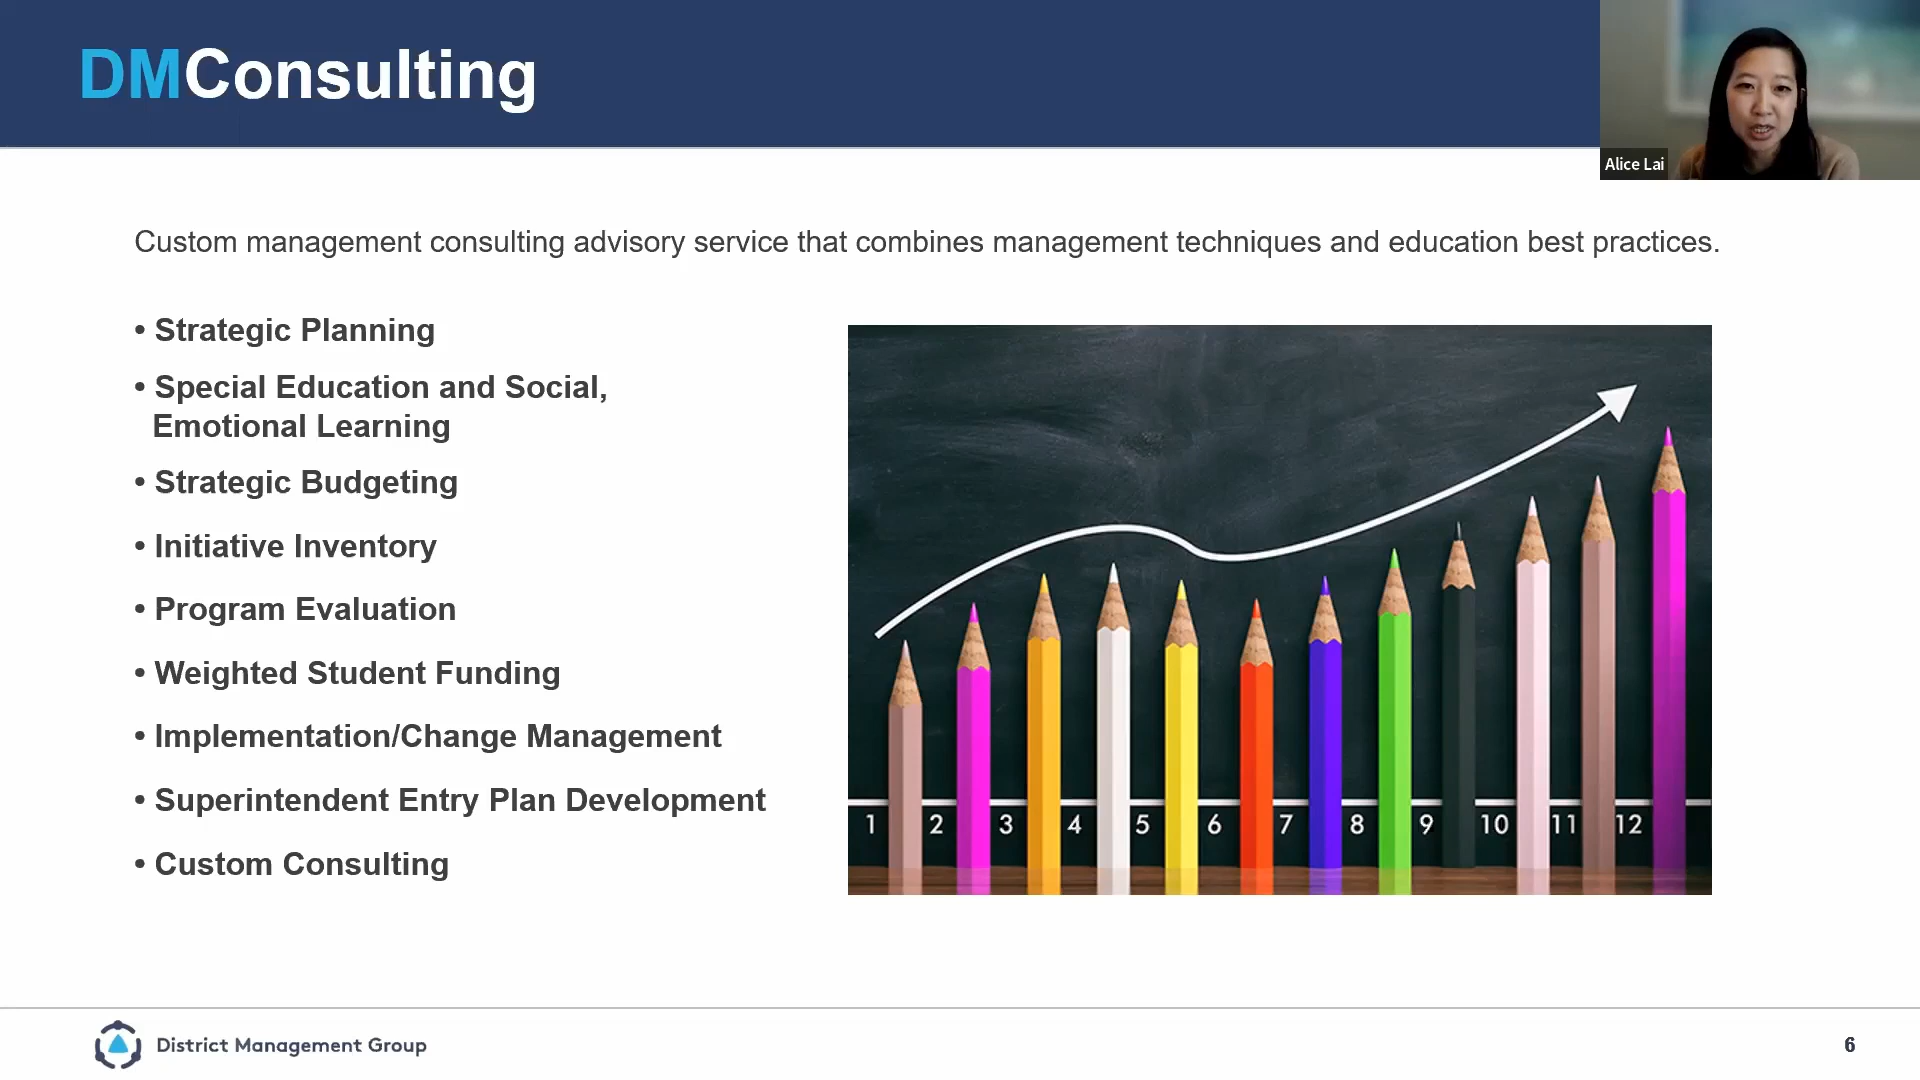 DMConsulting
Alice Lai
Custom management consulting advisory service that combines management techniques and education best practices.
• Strategic Planning
• Special Education and Social,
Emotional Learning
• Strategic Budgeting
• Initiative Inventory
• Program Evaluation
• Weighted Student Funding
• Implementation/Change Management
• Superintendent Entry Plan Development
• Custom Consulting
1 2 3 4 5 6 7 8 9 10 11 12
District Management Group
6